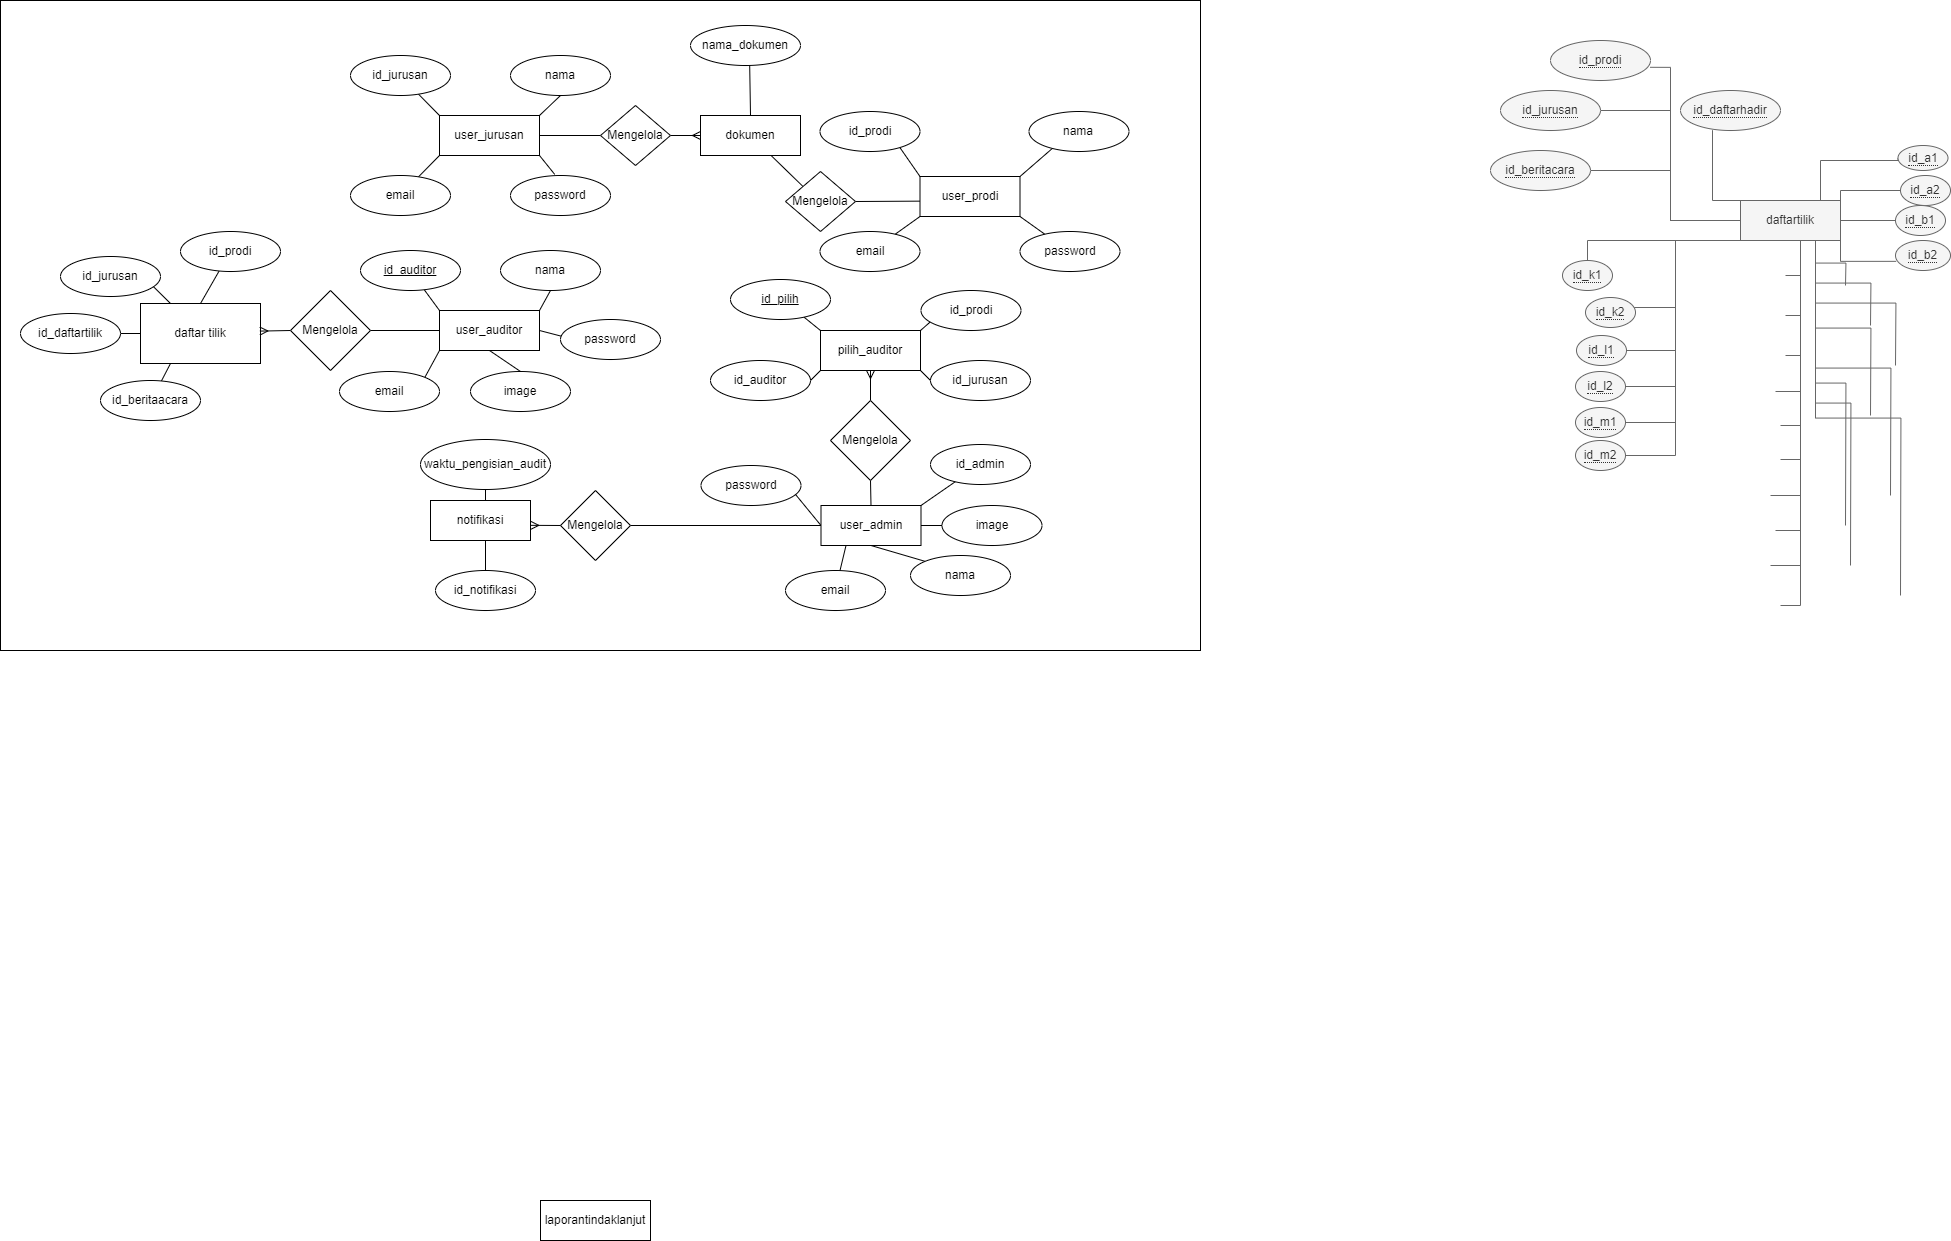 nama_dokumen
id_jurusan
nama
user_jurusan
Mengelola
dokumen
email
password
id_prodi
nama
Mengelola
user_prodi
email
password
id_prodi
id_jurusan
id_daftartilik
daftar tilik
id_beritaacara
Mengelola
id_auditor
nama
user_auditor
password
email
image
id_pilih
id_prodi
pilih_auditor
id_auditor
id_jurusan
Mengelola
waktu_pengisian_audit
notifikasi
id_notifikasi
Mengelola
password
id_admin
user_admin
image
email
nama
id_prodi
id_jurusan
id_daftarhadir
id_beritacara
daftartilik
id_a1
id_a2
id_b1
id_b2
id_k1
id_k2
id_l1
id_l2
id_m1
id_m2
laporantindaklanjut